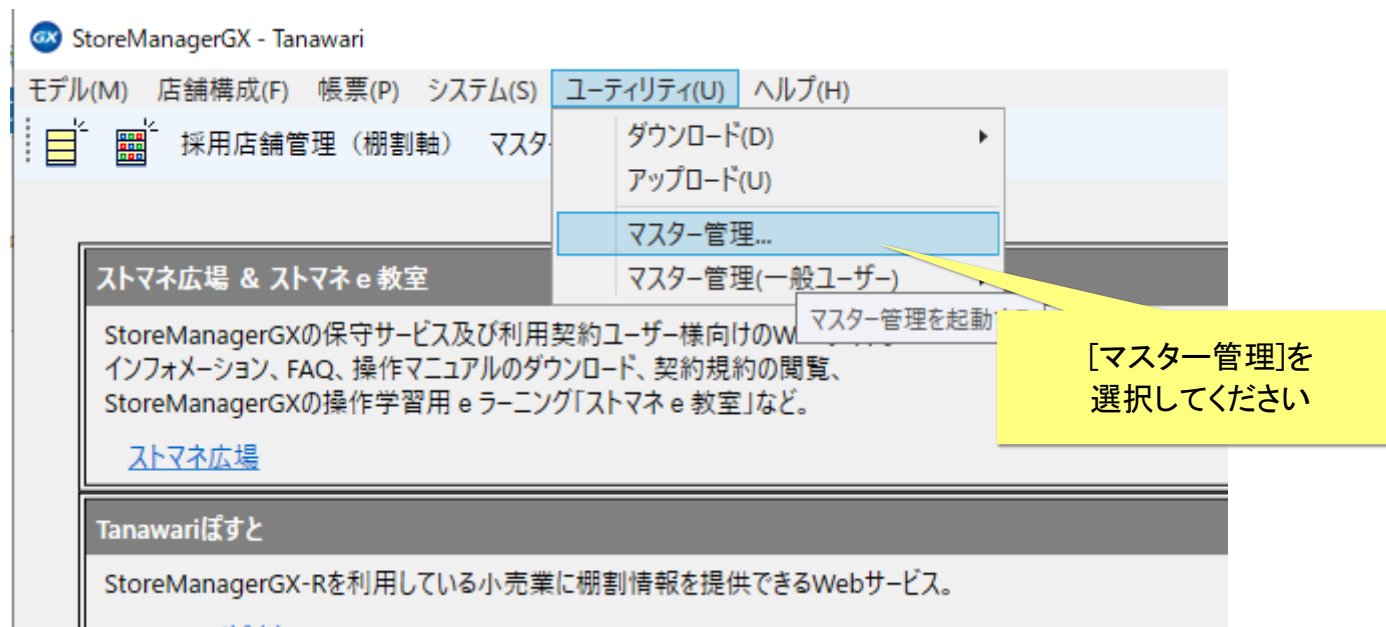 GX StoreManagerGX - Tanawari
モデル(M) 店舗構成(F) 帳票(P) システム(S) ユーティリティ(U) ヘルプ(H)
採用店舗管理（棚割軸） マスタ
ダウンロード(D)
アップロード(U)
マスター管理...
マスター管理(一般ユーザー)
マスター管理を起動
[マスター管理]を
選択してください
ストマネ広場 & ストマネ e 教室
StoreManagerGXの保守サービス及び利用契約ユーザー様向けのW
インフォメーション、FAQ、操作マニュアルのダウンロード、契約規約の閲覧、
StoreManagerGXの操作学習用 e ラーニング「ストマネ e 教室」など。
ストマネ広場
Tanawariぽすと
StoreManagerGX-Rを利用している小売業に棚割情報を提供できるWebサービス。